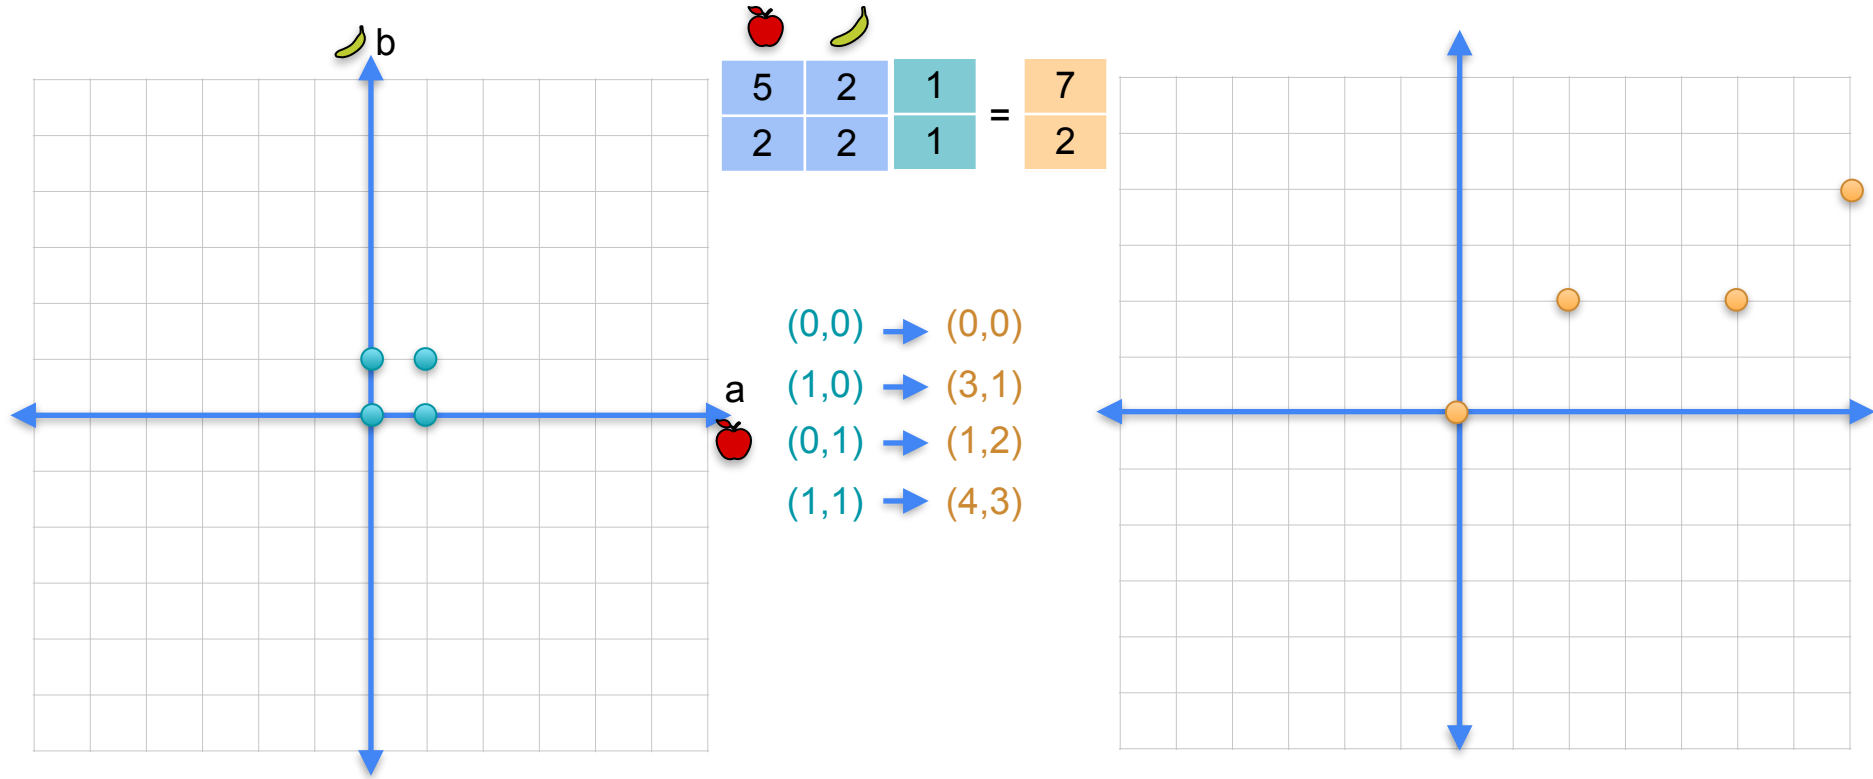 b
5 2 1 = 7
2 2 1 2
(0,0) (0,0)
a
(1,0) (3,1)
(0,1) (1,2)
(1,1) (4,3)